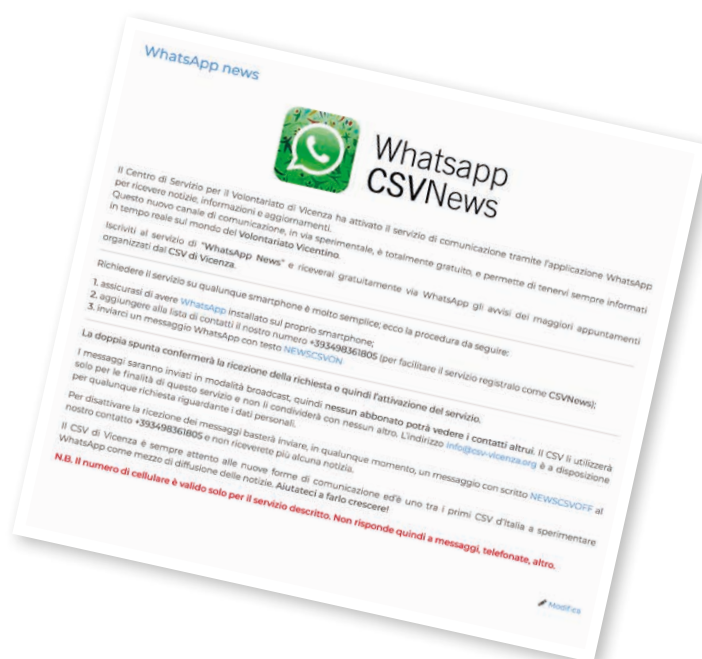 WhatsApp news
Whatsapp
CSVNews
Il Centro di Servizio per il Volontariato di Vicenza ha attivato il servizio di comunicazione tramite l'applicazione WhatsApp
per ricevere notizie, informazioni e aggiornamenti.
Questo nuovo canale di comunicazione, in via sperimentale, è totalmente gratuito, e permette di tenervi sempre informati
in tempo reale sul mondo del Volontariato Vicentino.
Iscriviti al servizio di "WhatsApp News" e riceverai gratuitamente via WhatsApp gli avvisi dei maggiori appuntamenti
organizzati dal CSV di Vicenza.
Richiedere il servizio su qualunque smartphone è molto semplice; ecco la procedura da seguire:
1. assicurasi di avere WhatsApp installato sul proprio smartphone;
2. aggiungere alla lista di contatti il nostro numero +393498361805 (per facilitare il servizio registralo come CSVNews);
3. inviarci un messaggio WhatsApp con testo NEWSCSVON
La doppia spunta confermerà la ricezione della richiesta e quindi l'attivazione del servizio.
I messaggi saranno inviati in modalità broadcast, quindi nessun abbonato potrà vedere i contatti altrui. Il CSV li utilizzerà
solo per le finalità di questo servizio e non li condividerà con nessun altro. L'indirizzo info@csv-vicenza.org è a disposizione
per qualunque richiesta riguardante i dati personali.
Per disattivare la ricezione dei messaggi basterà inviare, in qualunque momento, un messaggio con scritto NEWSCSVOFF al
nostro contatto +393498361805 e non riceverete più alcuna notizia.
Il CSV di Vicenza è sempre attento alle nuove forme di comunicazione ed'è uno tra i primi CSV d'Italia a sperimentare
WhatsApp come mezzo di diffusione delle notizie. Aiutateci a farlo crescere!
N.B. Il numero di cellulare è valido solo per il servizio descritto. Non risponde quindi a messaggi, telefonate, altro.
Modifica